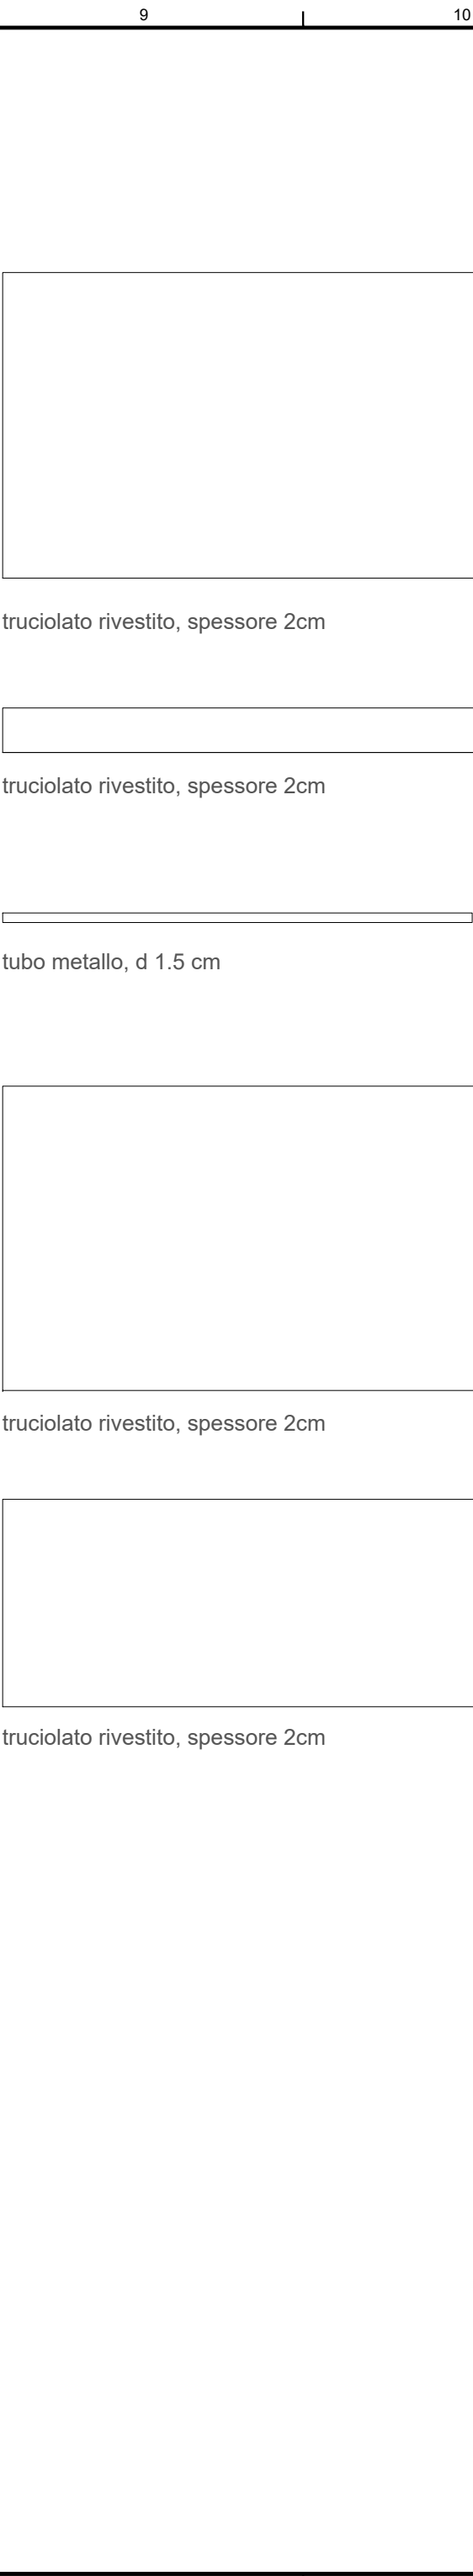 9 10
truciolato rivestito, spessore 2cm
truciolato rivestito, spessore 2cm
tubo metallo, d 1.5 cm
truciolato rivestito, spessore 2cm
truciolato rivestito, spessore 2cm